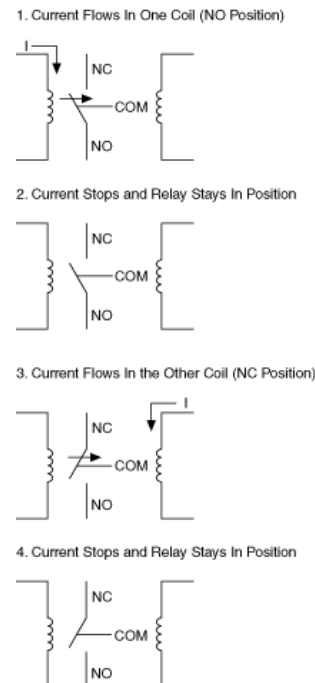 1. Current Flows In One Coil (NO Position)
I
NC
COM
NO
2. Current Stops and Relay Stays In Position
NC
COM
NO
3. Current Flows In the Other Coil (NC Position)
I
NC
COM
NO
4. Current Stops and Relay Stays In Position
NC
COM
NO